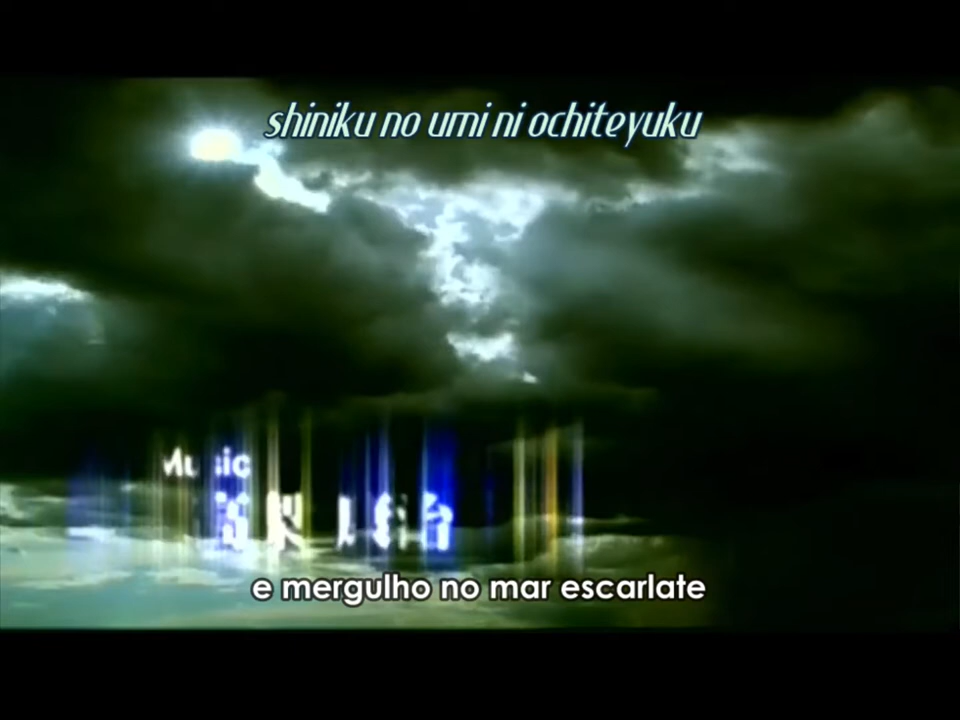 shiniku no umi ni ochiteyuku
Music
e mergulho no mar escarlate